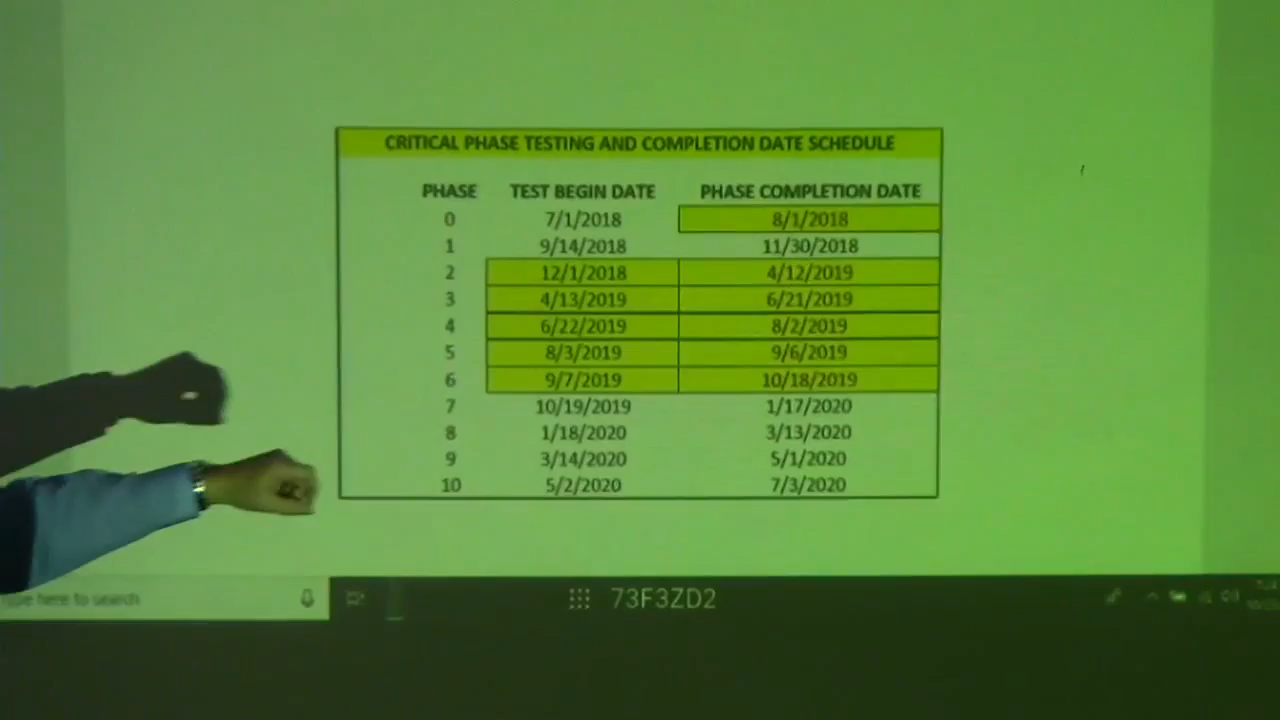 CRITICAL PHASE TESTING AND COMPLETION DATE SCHEDULE
PHASE TEST BEGIN DATE PHASE COMPLETION DATE
0 7/1/2018 8/1/2018
1 9/14/2018 11/30/2018
2 12/1/2018 4/12/2019
3 4/13/2019 6/21/2019
4 6/22/2019 8/2/2019
5 8/3/2019 9/6/2019
6 9/7/2019 10/18/2019
7 10/19/2019 1/17/2020
8 1/18/2020 3/13/2020
9 3/14/2020 5/1/2020
10 5/2/2020 7/3/2020
here to search 73F3ZD2